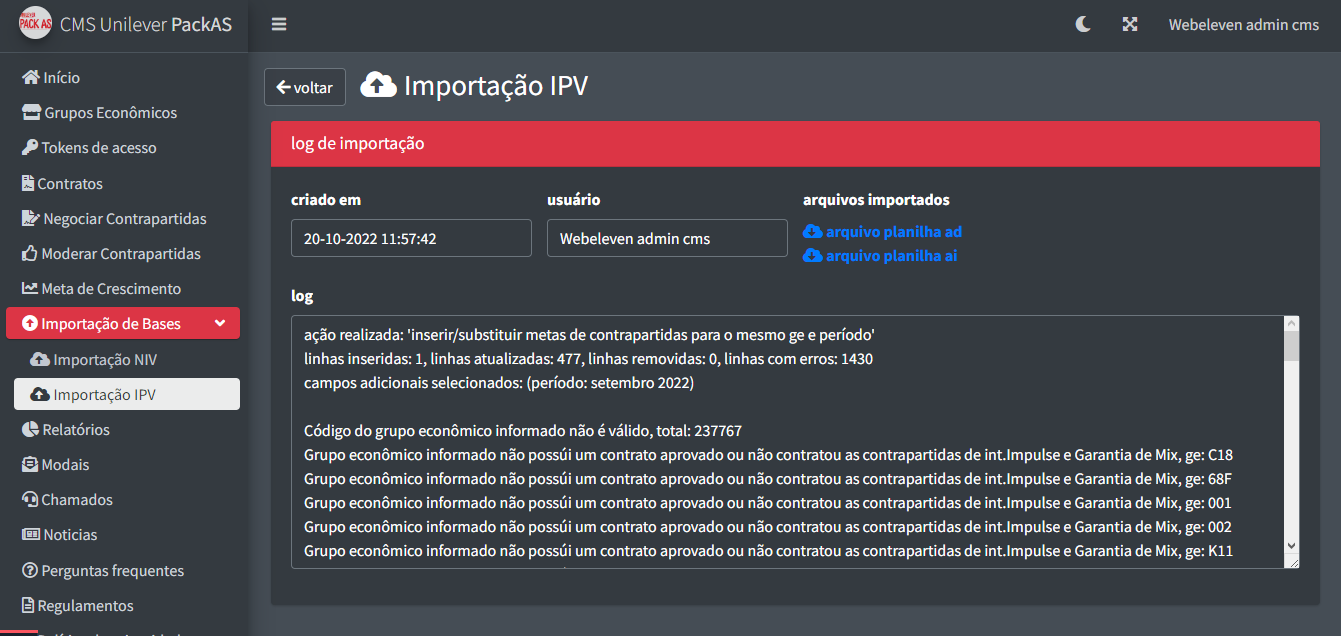 PACK AS
CMS Unilever PackAS
Webeleven admin cms
Início
Grupos Econômicos
Tokens de acesso
Contratos
Negociar Contrapartidas
Moderar Contrapartidas
Meta de Crescimento
Importação de Bases
Importação NIV
Importação IPV
Relatórios
Modais
Chamados
Noticias
Perguntas frequentes
Regulamentos
voltar
Importação IPV
log de importação
criado em
20-10-2022 11:57:42
usuário
Webeleven admin cms
arquivos importados
arquivo planilha ad
arquivo planilha ai
log
ação realizada: 'inserir/substituir metas de contrapartidas para o mesmo ge e período'
linhas inseridas: 1, linhas atualizadas: 477, linhas removidas: 0, linhas com erros: 1430
campos adicionais selecionados: (período: setembro 2022)
Código do grupo econômico informado não é válido, total: 237767
Grupo econômico informado não possúi um contrato aprovado ou não contratou as contrapartidas de int.Impulse e Garantia de Mix, ge: C18
Grupo econômico informado não possúi um contrato aprovado ou não contratou as contrapartidas de int.Impulse e Garantia de Mix, ge: 68F
Grupo econômico informado não possúi um contrato aprovado ou não contratou as contrapartidas de int.Impulse e Garantia de Mix, ge: 001
Grupo econômico informado não possúi um contrato aprovado ou não contratou as contrapartidas de int.Impulse e Garantia de Mix, ge: 002
Grupo econômico informado não possúi um contrato aprovado ou não contratou as contrapartidas de int.Impulse e Garantia de Mix, ge: K11